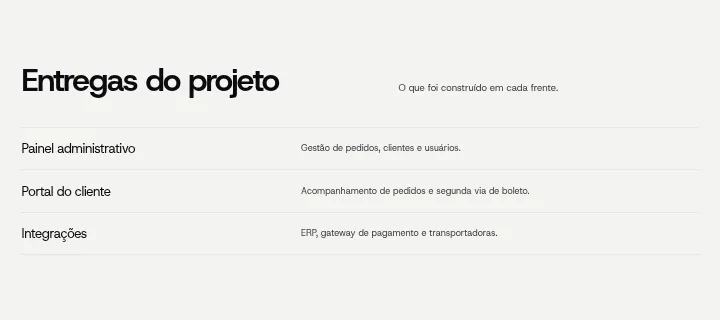 Entregas do projeto
O que foi construído em cada frente.
Painel administrativo
Gestão de pedidos, clientes e usuários.
Portal do cliente
Acompanhamento de pedidos e segunda via de boleto.
Integrações
ERP, gateway de pagamento e transportadoras.